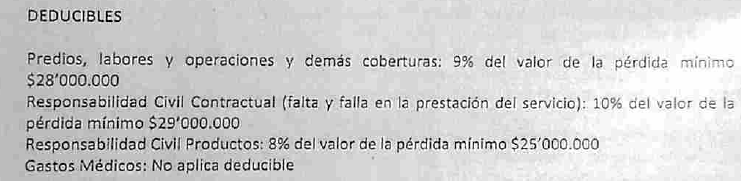 DEDUCIBLES
Predios, labores y operaciones y demás coberturas: 9% del valor de la pérdida mínimo
$28'000.000
Responsabilidad Civil Contractual (falta y falla en la prestación del servicio): 10% del valor de la
pérdida mínimo $29'000.000
Responsabilidad Civil Productos: 8% del valor de la pérdida mínimo $25'000.000
Gastos Médicos: No aplica deducible